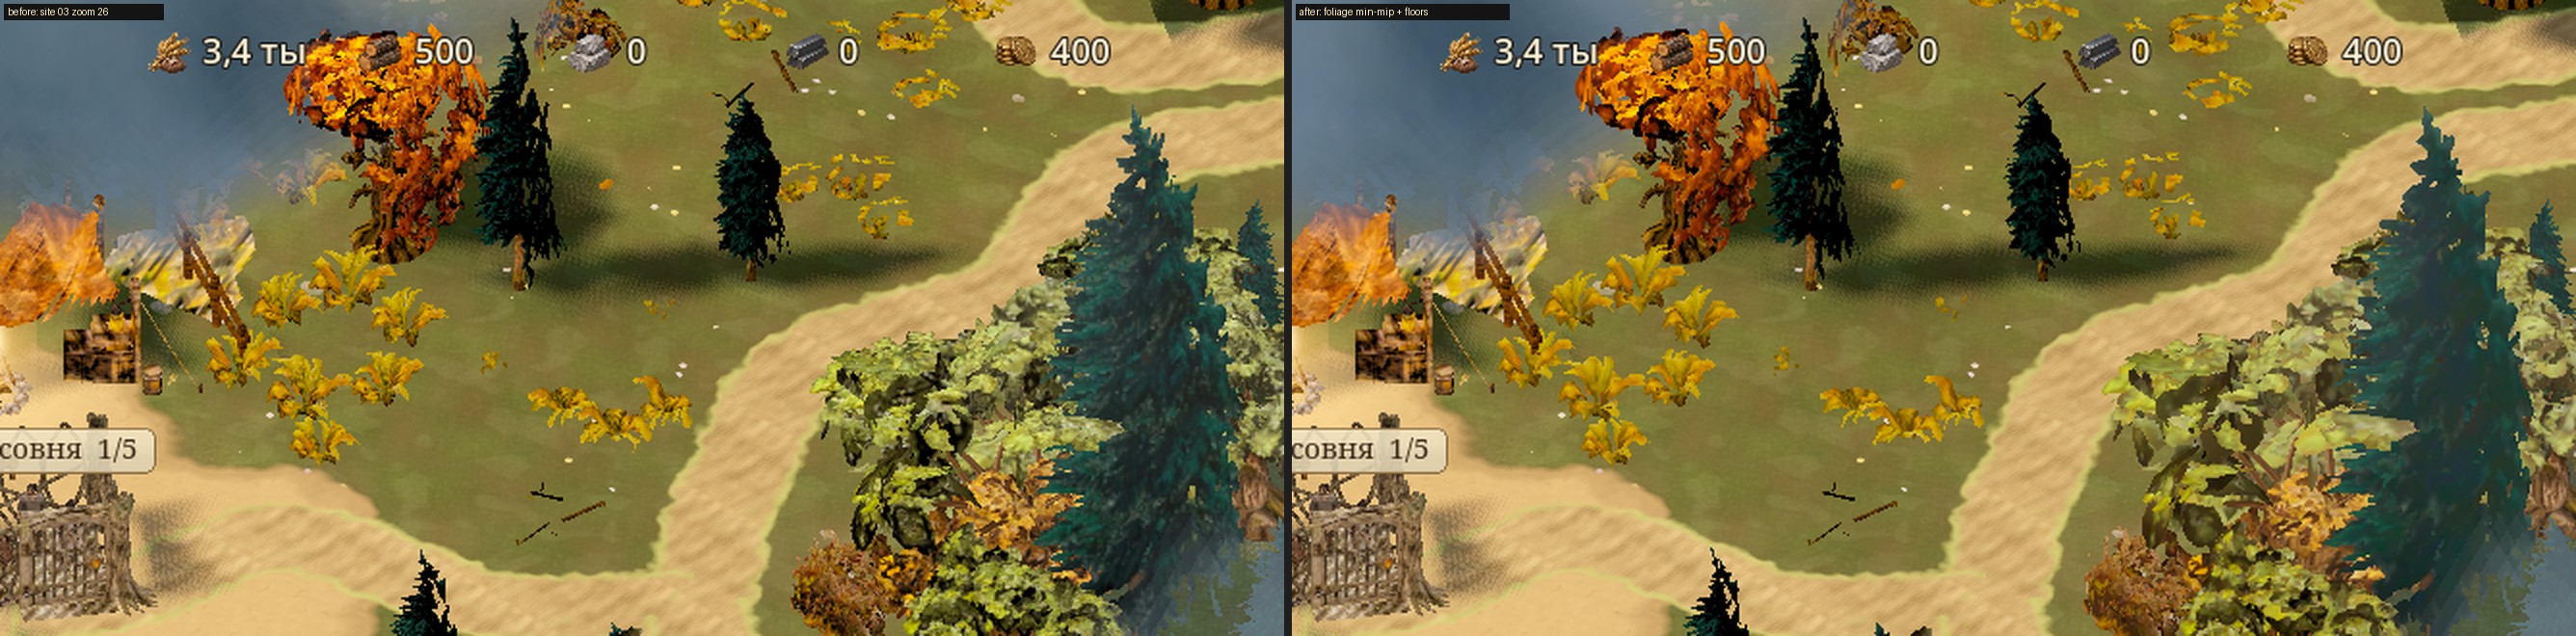 before: site 03 zoom 26
3,4 ты 500 0 0 400
совня 1/5
after: foliage min-mip + floors
3,4 ты 500 0 0 400
совня 1/5